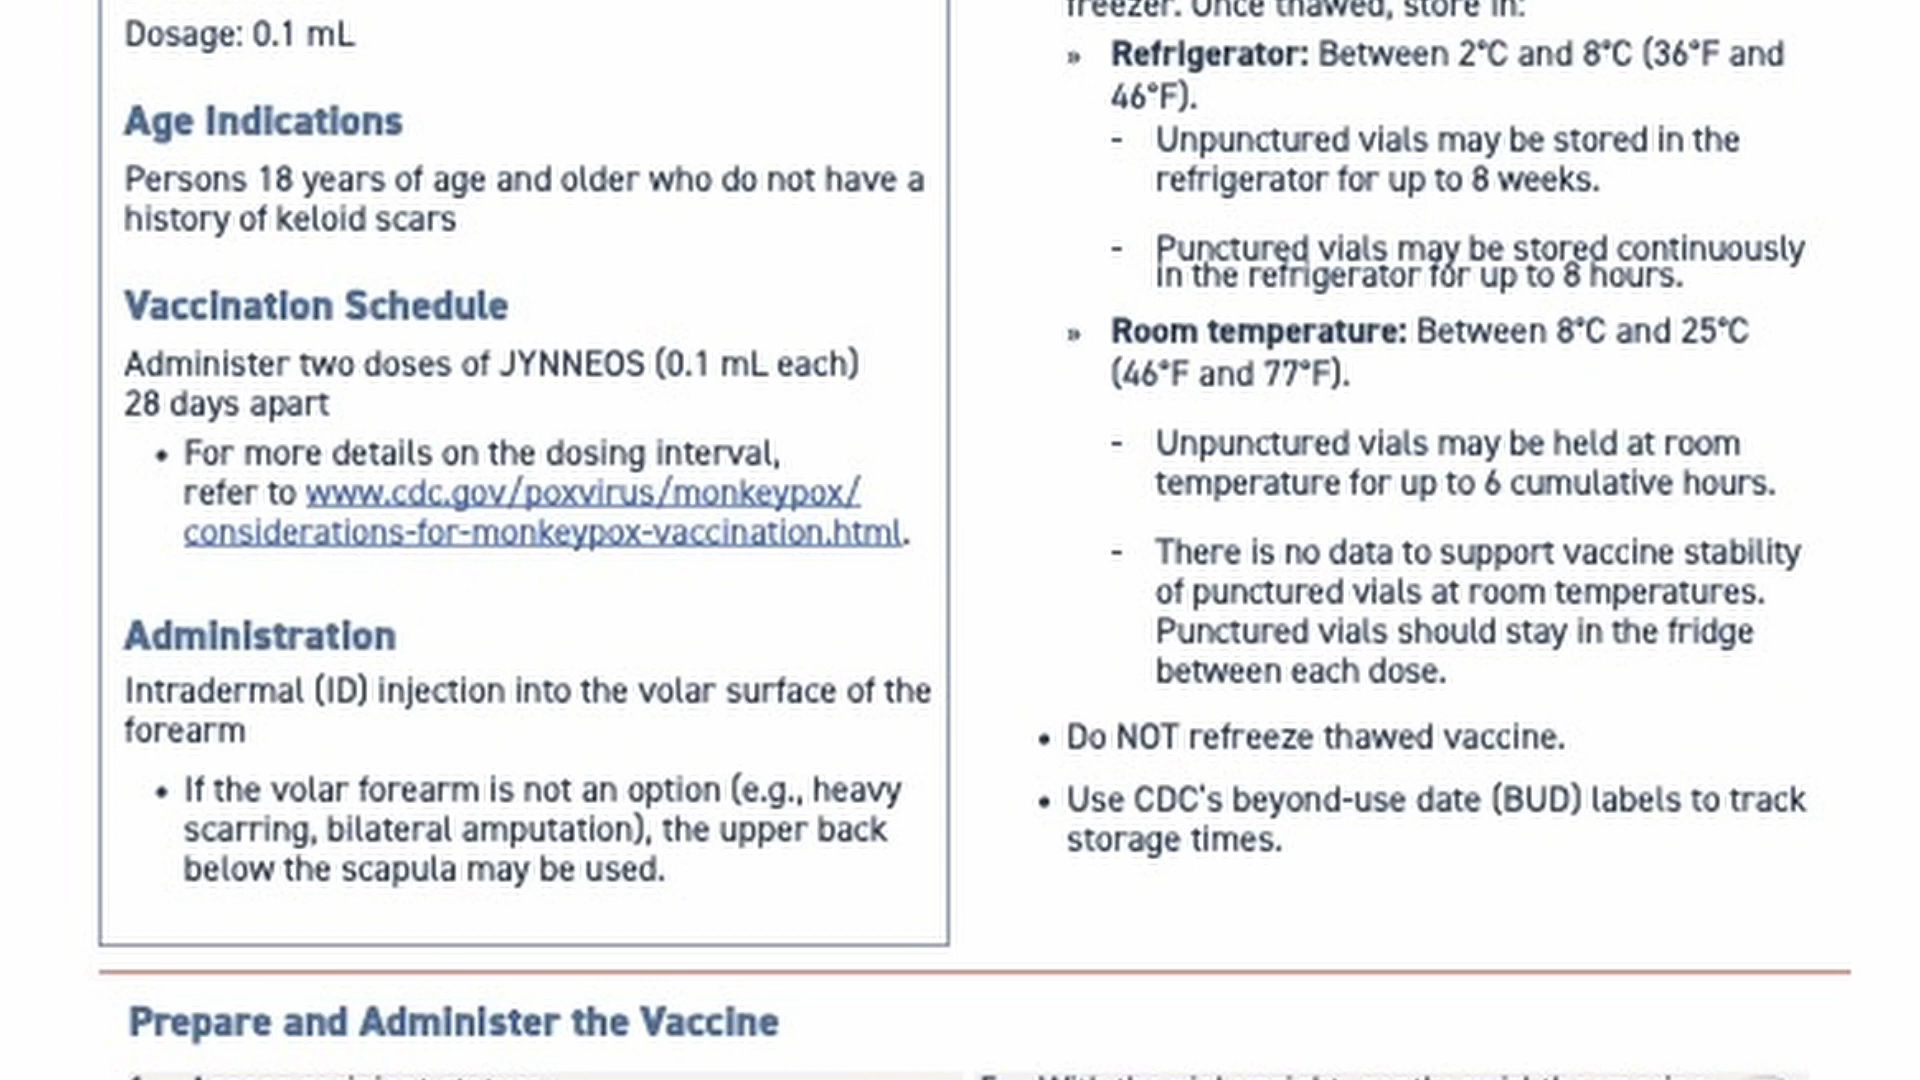 Dosage: 0.1 mL
Age Indications
Persons 18 years of age and older who do not have a
history of keloid scars
Vaccination Schedule
Administer two doses of JYNNEOS (0.1 mL each)
28 days apart
• For more details on the dosing interval,
refer to www.cdc.gov/poxvirus/monkeypox/
considerations-for-monkeypox-vaccination.html.
Administration
Intradermal (ID) injection into the volar surface of the
forearm
• If the volar forearm is not an option (e.g., heavy
scarring, bilateral amputation), the upper back
below the scapula may be used.
freezer. Once thawed, store in:
» Refrigerator: Between 2°C and 8°C (36°F and
46°F).
- Unpunctured vials may be stored in the
refrigerator for up to 8 weeks.
- Punctured vials may be stored continuously
in the refrigerator for up to 8 hours.
» Room temperature: Between 8°C and 25°C
(46°F and 77°F).
- Unpunctured vials may be held at room
temperature for up to 6 cumulative hours.
- There is no data to support vaccine stability
of punctured vials at room temperatures.
Punctured vials should stay in the fridge
between each dose.
• Do NOT refreeze thawed vaccine.
• Use CDC's beyond-use date (BUD) labels to track
storage times.
Prepare and Administer the Vaccine